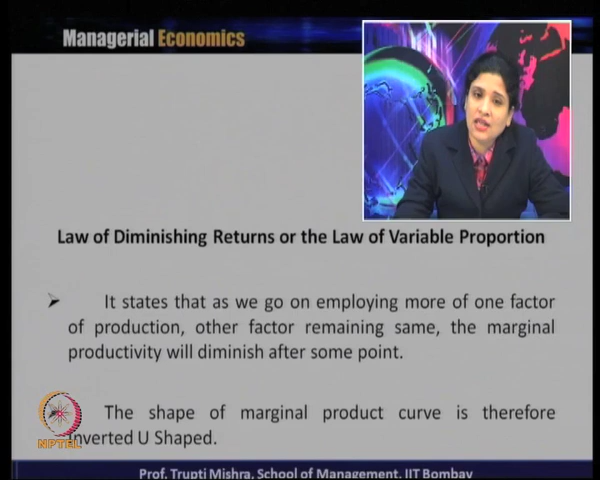 Managerial Economics
Law of Diminishing Returns or the Law of Variable Proportion
It states that as we go on employing more of one factor
of production, other factor remaining same, the marginal
productivity will diminish after some point.
The shape of marginal product curve is therefore
inverted U Shaped.
NPTEL
Prof. Trupti Mishra, School of Management, IIT Bombay